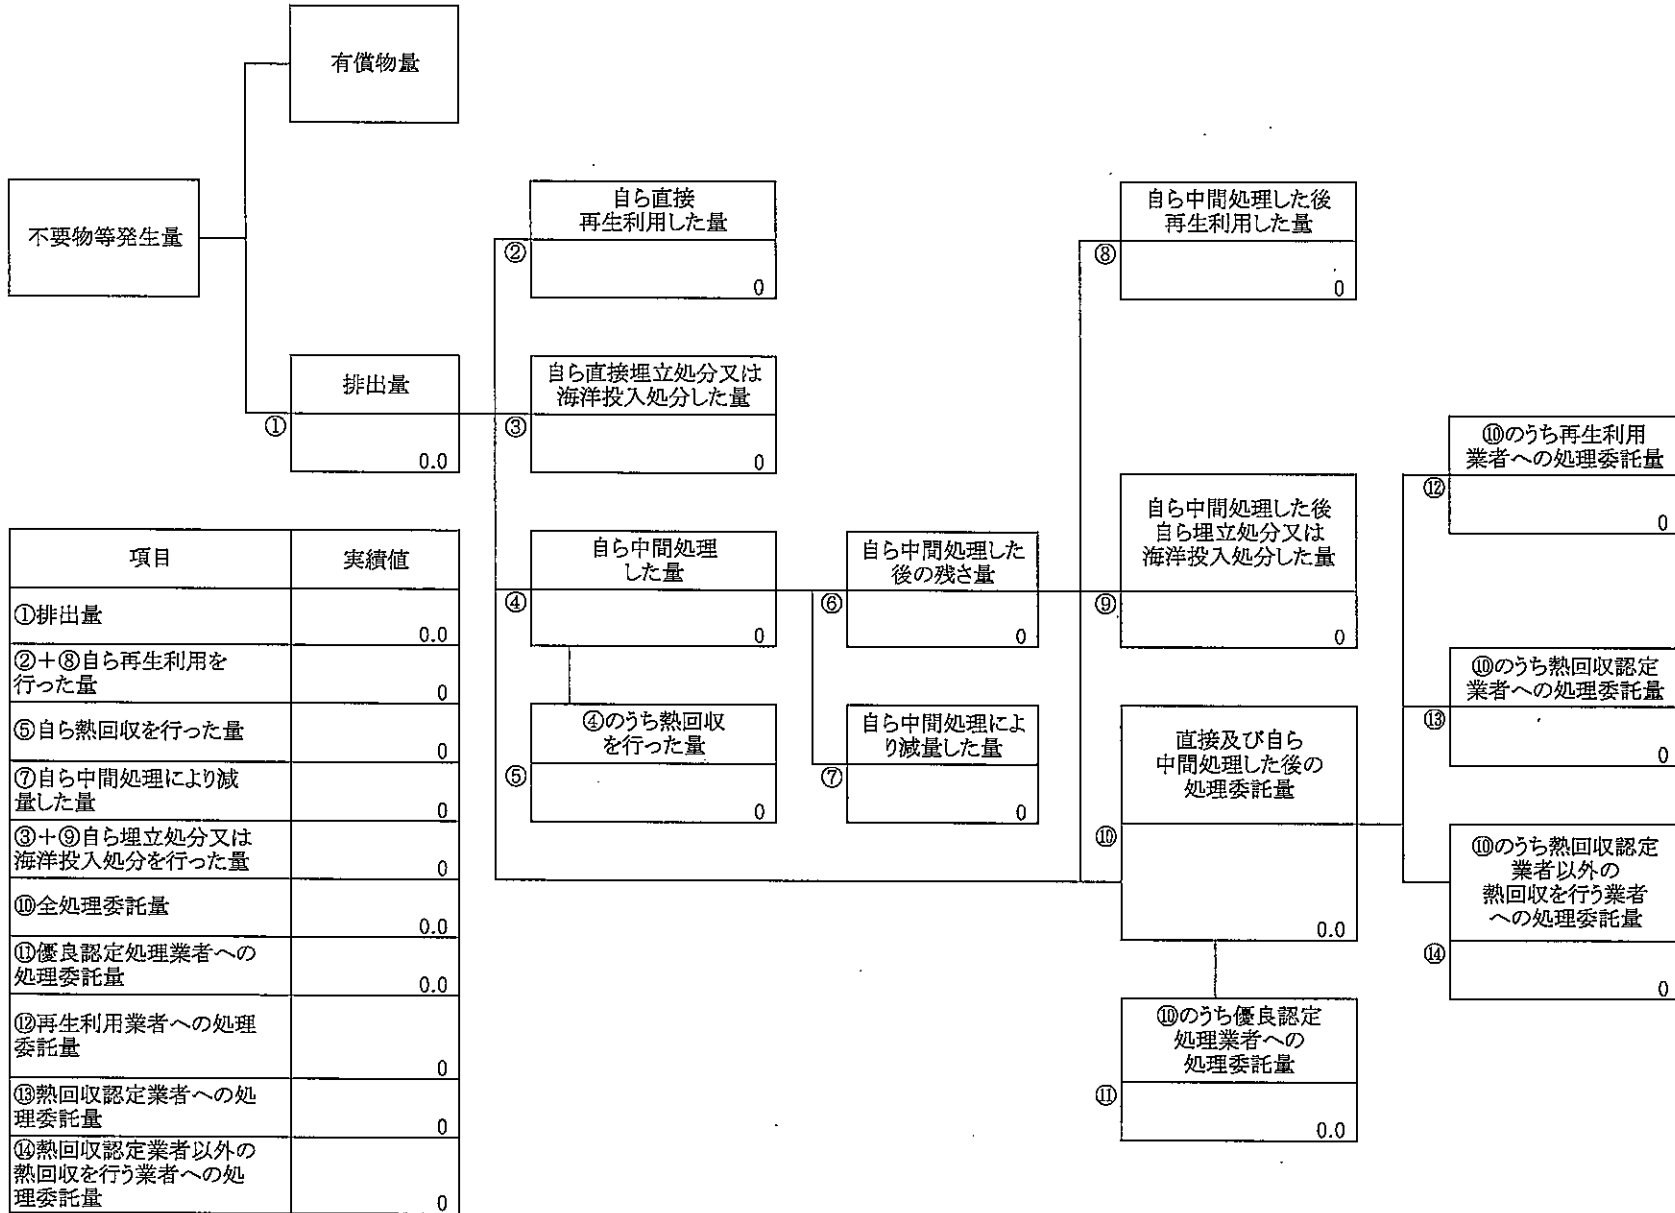 有償物量
不要物等発生量
排出量
①
0.0
自ら直接
再生利用した量
②
0
自ら直接埋立処分又は
海洋投入処分した量
③
0
自ら中間処理
した量
④
0
④のうち熱回収
を行った量
⑤
0
自ら中間処理した
後の残さ量
⑥
0
自ら中間処理によ
り減量した量
⑦
0
自ら中間処理した後
再生利用した量
⑧
0
自ら中間処理した後
自ら埋立処分又は
海洋投入処分した量
⑨
0
直接及び自ら
中間処理した後の
処理委託量
⑩
0.0
⑩のうち優良認定
処理業者への
処理委託量
⑪
0.0
⑩のうち再生利用
業者への処理委託量
⑫
0
⑩のうち熱回収認定
業者への処理委託量
⑬
0
⑩のうち熱回収認定
業者以外の
熱回収を行う業者
への処理委託量
⑭
0
項目 実績値
①排出量
0.0
②+⑧自ら再生利用を
行った量
0
⑤自ら熱回収を行った量
0
⑦自ら中間処理により減
量した量
0
③+⑨自ら埋立処分又は
海洋投入処分を行った量
0
⑩全処理委託量
0.0
⑪優良認定処理業者への
処理委託量
0.0
⑫再生利用業者への処理
委託量
0
⑬熱回収認定業者への処
理委託量
0
⑭熱回収認定業者以外の
熱回収を行う業者への処
理委託量
0